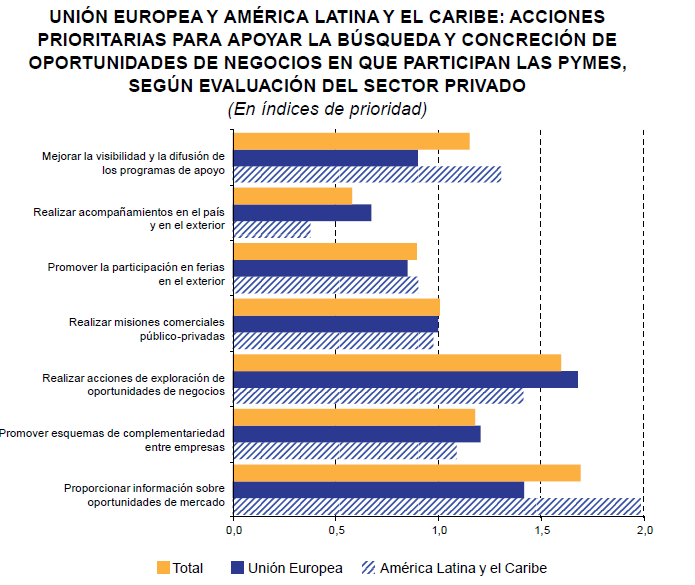 UNIÓN EUROPEA Y AMÉRICA LATINA Y EL CARIBE: ACCIONES
PRIORITARIAS PARA APOYAR LA BÚSQUEDA Y CONCRECIÓN DE
OPORTUNIDADES DE NEGOCIOS EN QUE PARTICIPAN LAS PYMES,
SEGÚN EVALUACIÓN DEL SECTOR PRIVADO
(En índices de prioridad)
Mejorar la visibilidad y la difusión de
los programas de apoyo
Realizar acompañamientos en el país
y en el exterior
Promover la participación en ferias
en el exterior
Realizar misiones comerciales
público-privadas
Realizar acciones de exploración de
oportunidades de negocios
Promover esquemas de complementariedad
entre empresas
Proporcionar información sobre
oportunidades de mercado
0,0 0,5 1,0 1,5 2,0
Total Unión Europea América Latina y el Caribe